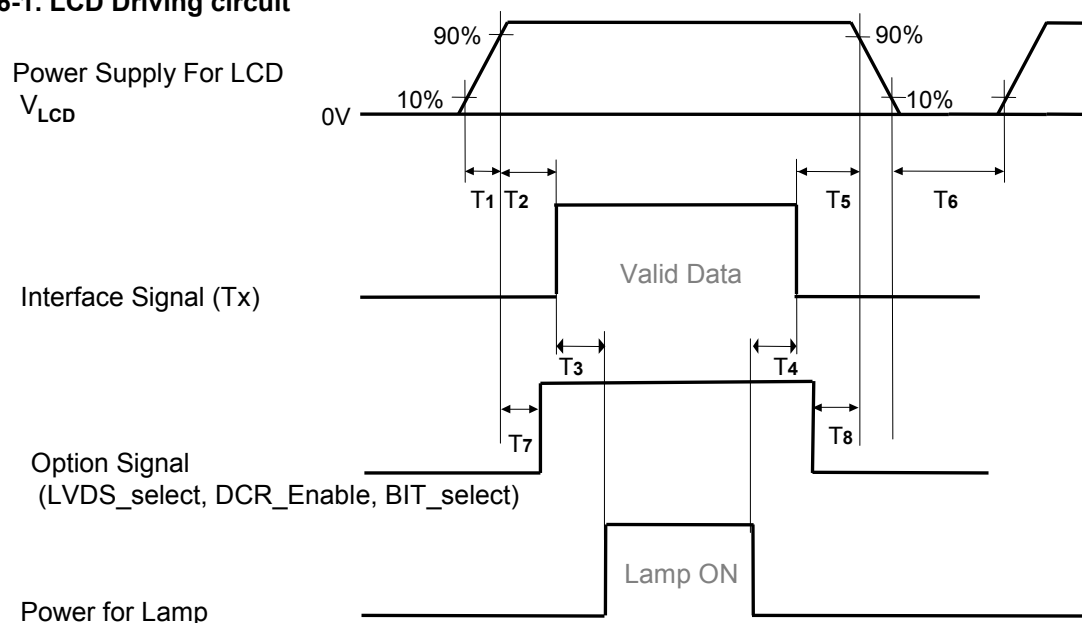 6-1. LCD Driving circuit
90%
90%
Power Supply For LCD
VLCD
10%
10%
0V
T1 T2 T5 T6
Valid Data
Interface Signal (Tx)
T3 T4
T7 T8
Option Signal
(LVDS_select, DCR_Enable, BIT_select)
Lamp ON
Power for Lamp